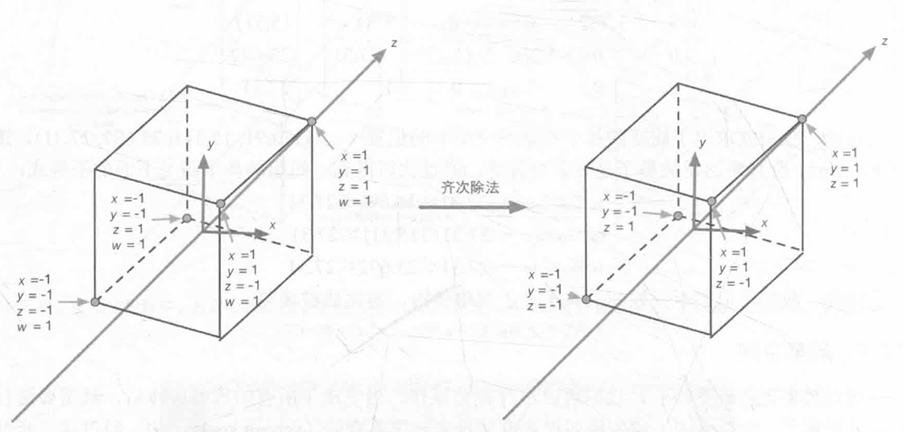 z
x =1
y =1
z =1
w =1
x =-1
y =-1
z =1
w =1
x
x =1
y =1
z =-1
w =1
x =-1
y =-1
z =-1
w =1
齐次除法
z
y
x =1
y =1
z =1
x =-1
y =-1
z =1
x
x =1
y =1
z =-1
x =-1
y =-1
z =-1